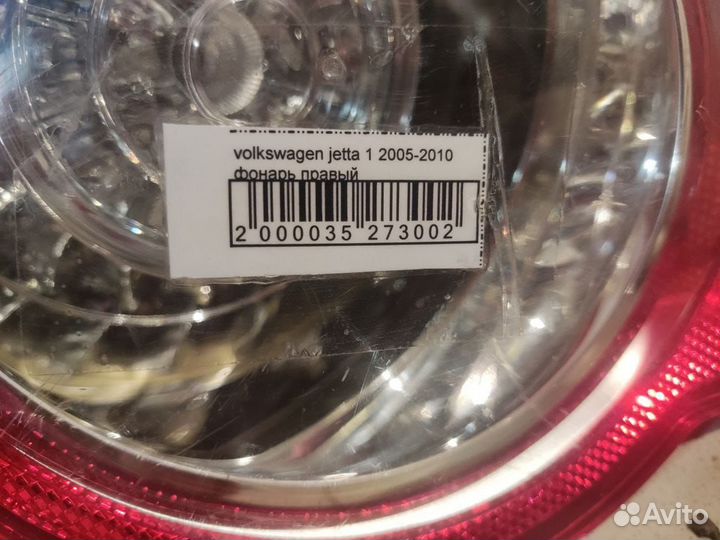 volkswagen jetta 1 2005-2010
фонарь правый
2 000035 273002
Avito